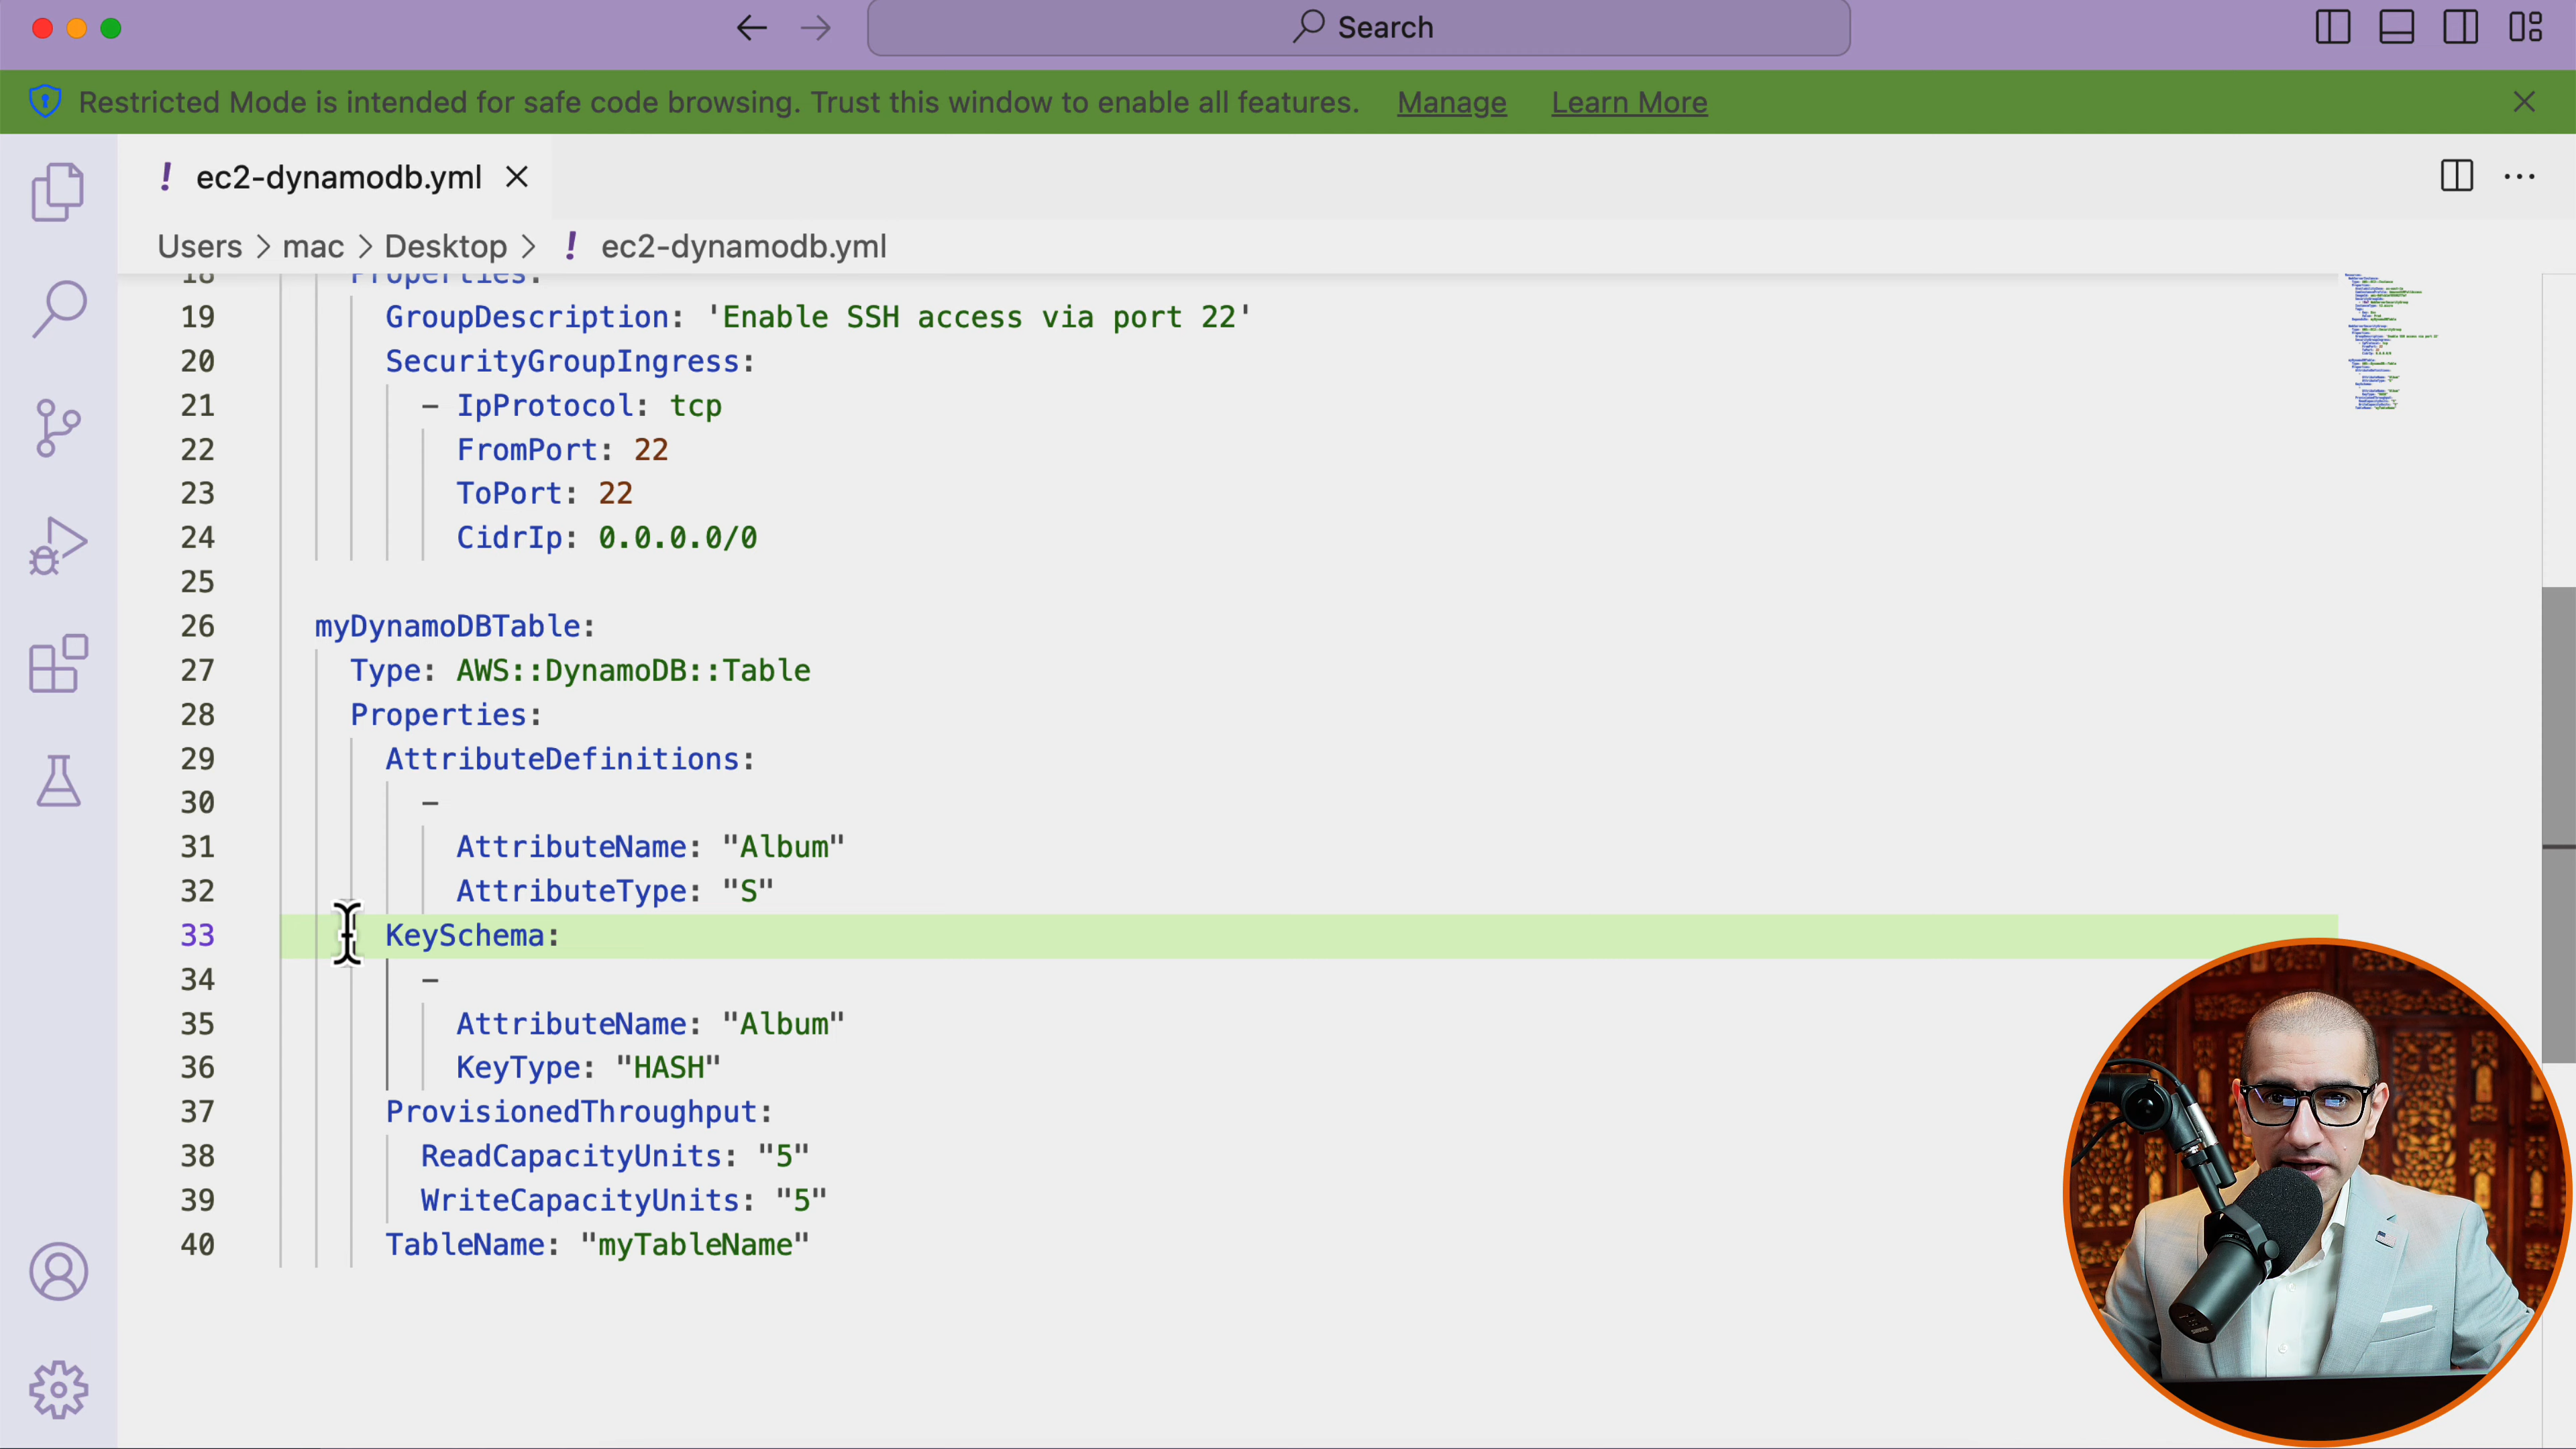 Search
Restricted Mode is intended for safe code browsing. Trust this window to enable all features. Manage Learn More
! ec2-dynamodb.yml
Users > mac > Desktop > ! ec2-dynamodb.yml
18 Properties:
19 GroupDescription: 'Enable SSH access via port 22'
20 SecurityGroupIngress:
21 - IpProtocol: tcp
22 FromPort: 22
23 ToPort: 22
24 CidrIp: 0.0.0.0/0
25
26 myDynamoDBTable:
27 Type: AWS::DynamoDB::Table
28 Properties:
29 AttributeDefinitions:
30 -
31 AttributeName: "Album"
32 AttributeType: "S"
33 KeySchema:
34 -
35 AttributeName: "Album"
36 KeyType: "HASH"
37 ProvisionedThroughput:
38 ReadCapacityUnits: "5"
39 WriteCapacityUnits: "5"
40 TableName: "myTableName"